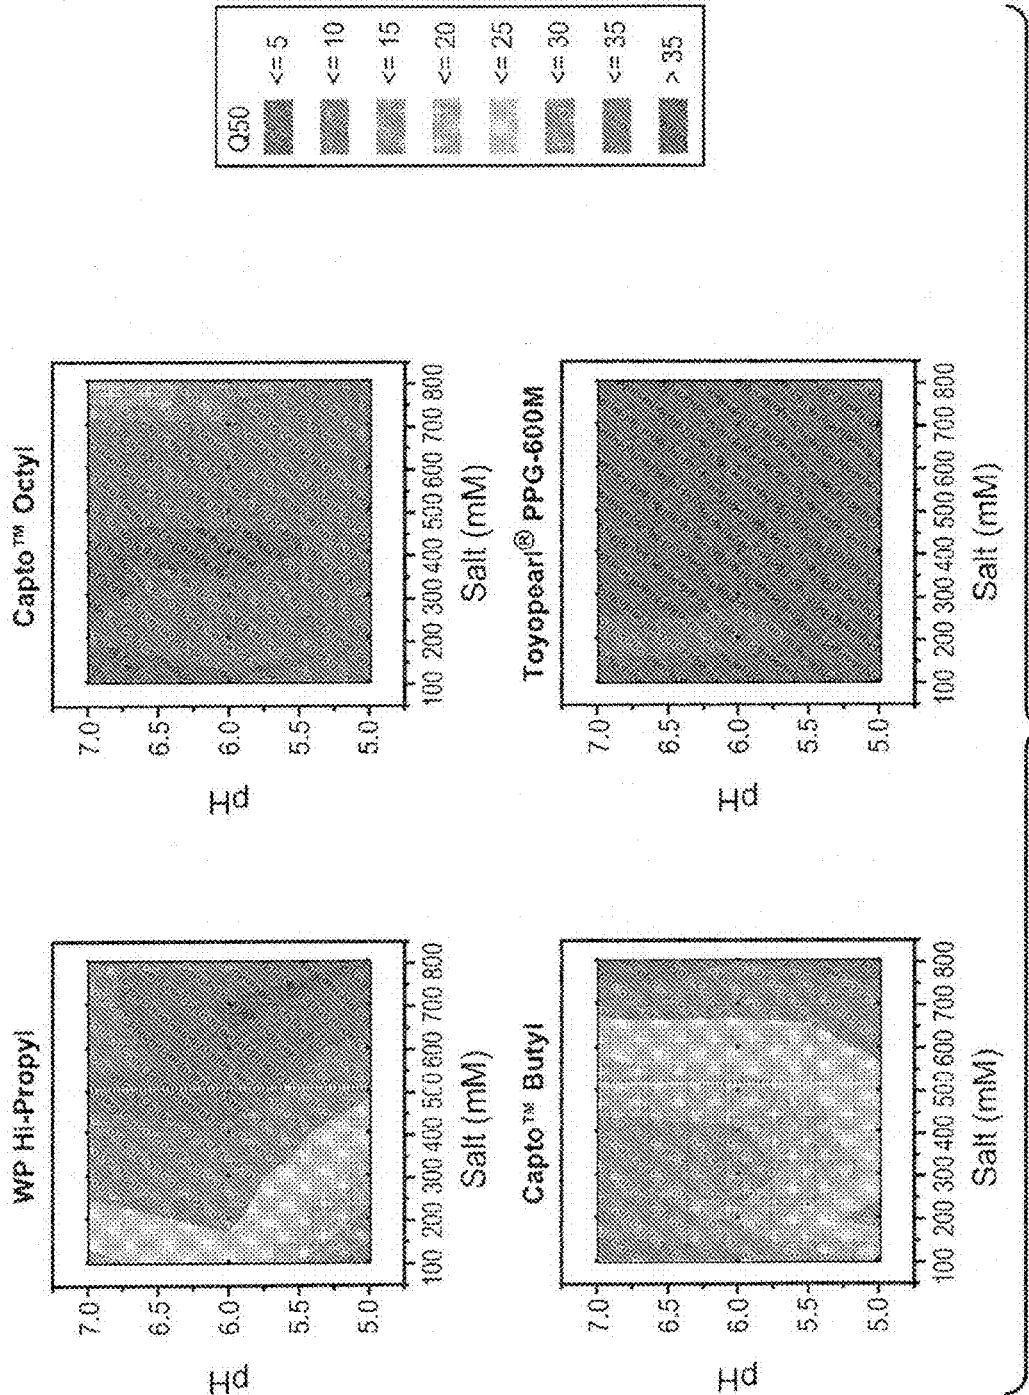 WP Hi-Propyl
pH
7.0
6.5
6.0
5.5
5.0
100 200 300 400 500 600 700 800
Salt (mM)
Capto™ Octyl
pH
7.0
6.5
6.0
5.5
5.0
100 200 300 400 500 600 700 800
Salt (mM)
Q50
<= 5
<= 10
<= 15
<= 20
<= 25
<= 30
<= 35
> 35
Capto™ Butyl
pH
7.0
6.5
6.0
5.5
5.0
100 200 300 400 500 600 700 800
Salt (mM)
Toyopearl® PPG-600M
pH
7.0
6.5
6.0
5.5
5.0
100 200 300 400 500 600 700 800
Salt (mM)